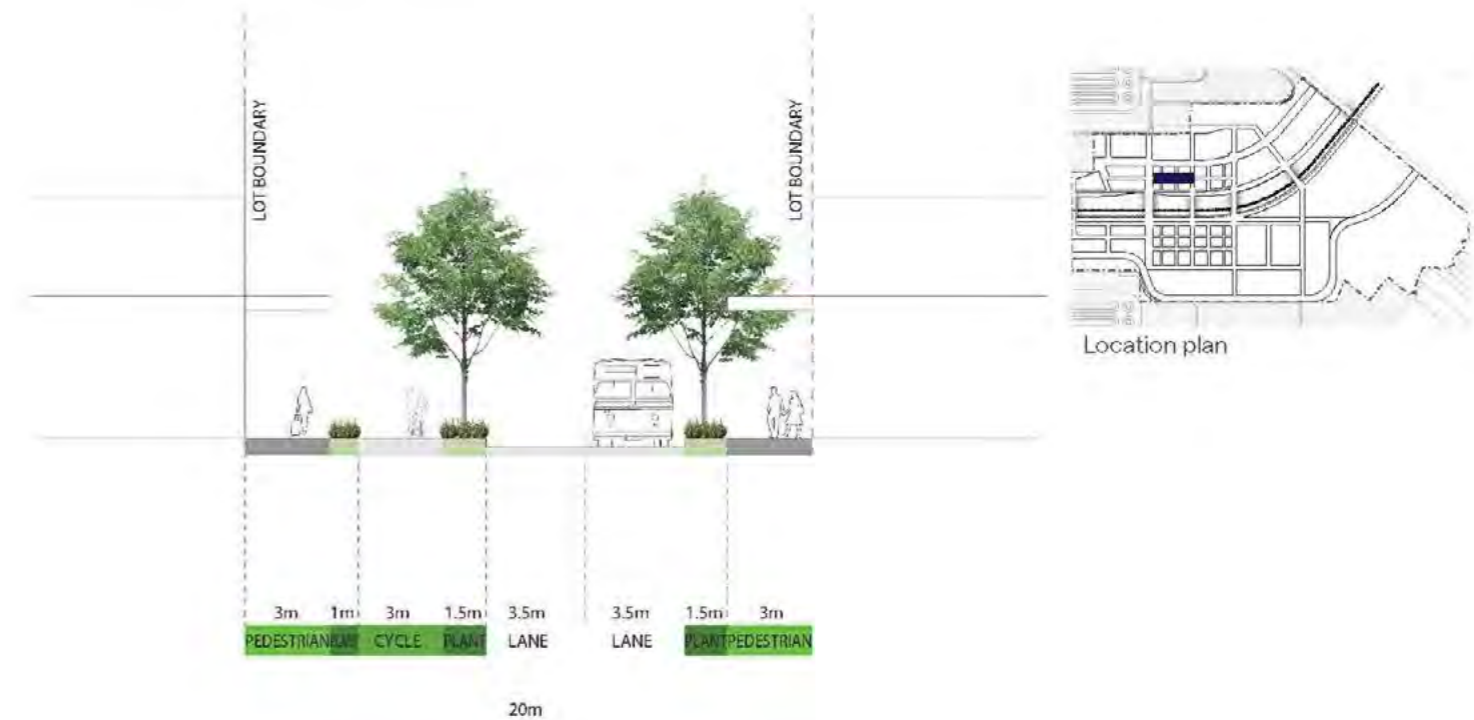 LOT BOUNDARY
LOT BOUNDARY
Location plan
3m 1m 3m 1.5m 3.5m 3.5m 1.5m 3m
PEDESTRIAN CYCLE PLANT LANE LANE PLANT PEDESTRIAN
20m